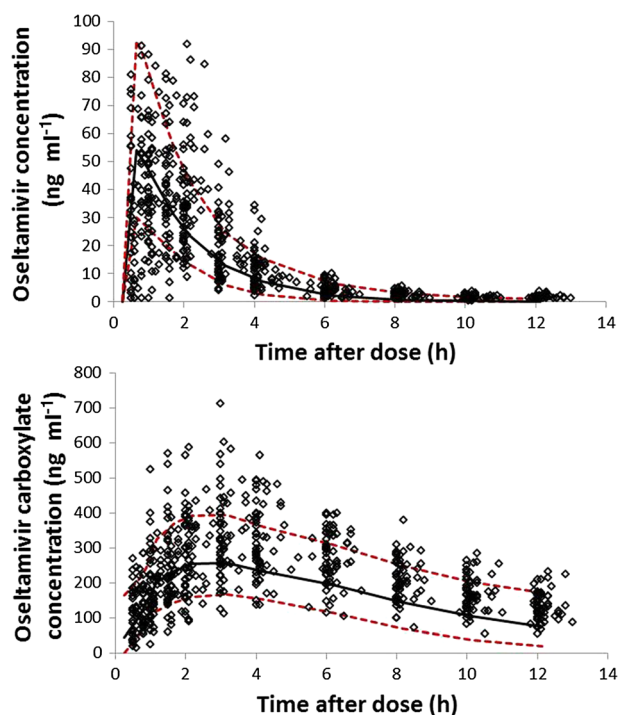 Oseltamivir concentration
(ng ml⁻¹)
100
90
80
70
60
50
40
30
20
10
0
0 2 4 6 8 10 12 14
Time after dose (h)
Oseltamivir carboxylate
concentration (ng ml⁻¹)
800
700
600
500
400
300
200
100
0
0 2 4 6 8 10 12 14
Time after dose (h)